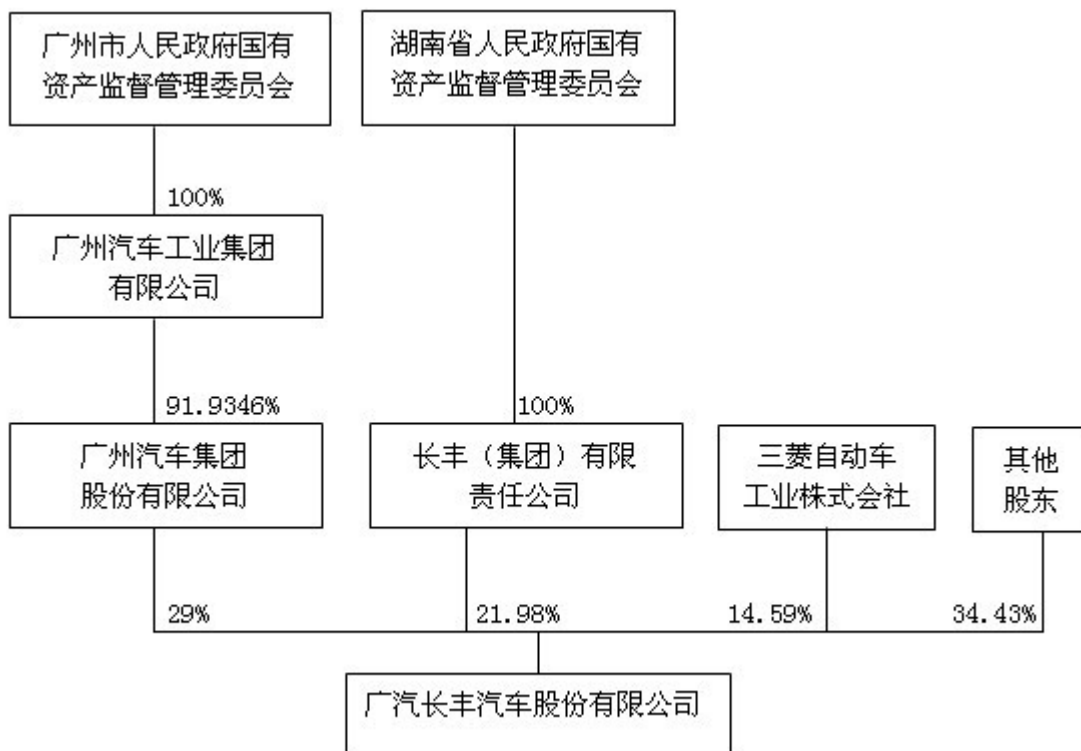 广州市人民政府国有
资产监督管理委员会
湖南省人民政府国有
资产监督管理委员会
100%
广州汽车工业集团
有限公司
91.9346%
100%
广州汽车集团
股份有限公司
长丰（集团）有限
责任公司
三菱自动车
工业株式会社
其他
股东
29%
21.98%
14.59%
34.43%
广汽长丰汽车股份有限公司